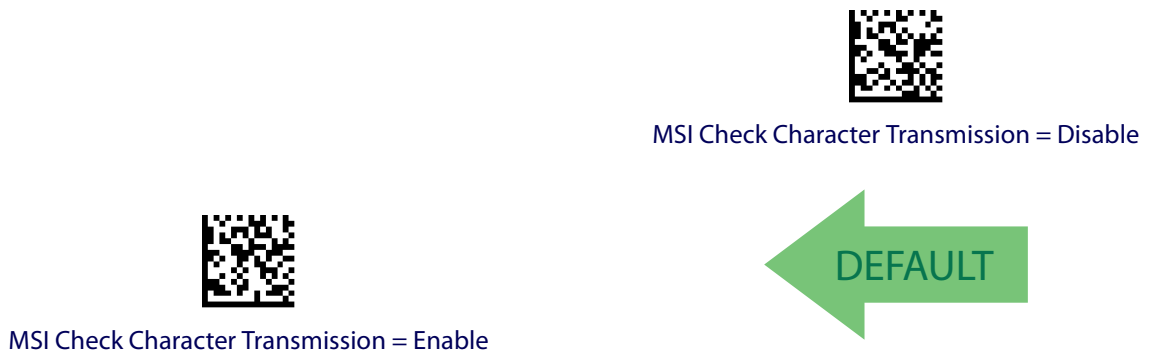 MSI Check Character Transmission = Disable
DEFAULT
MSI Check Character Transmission = Enable